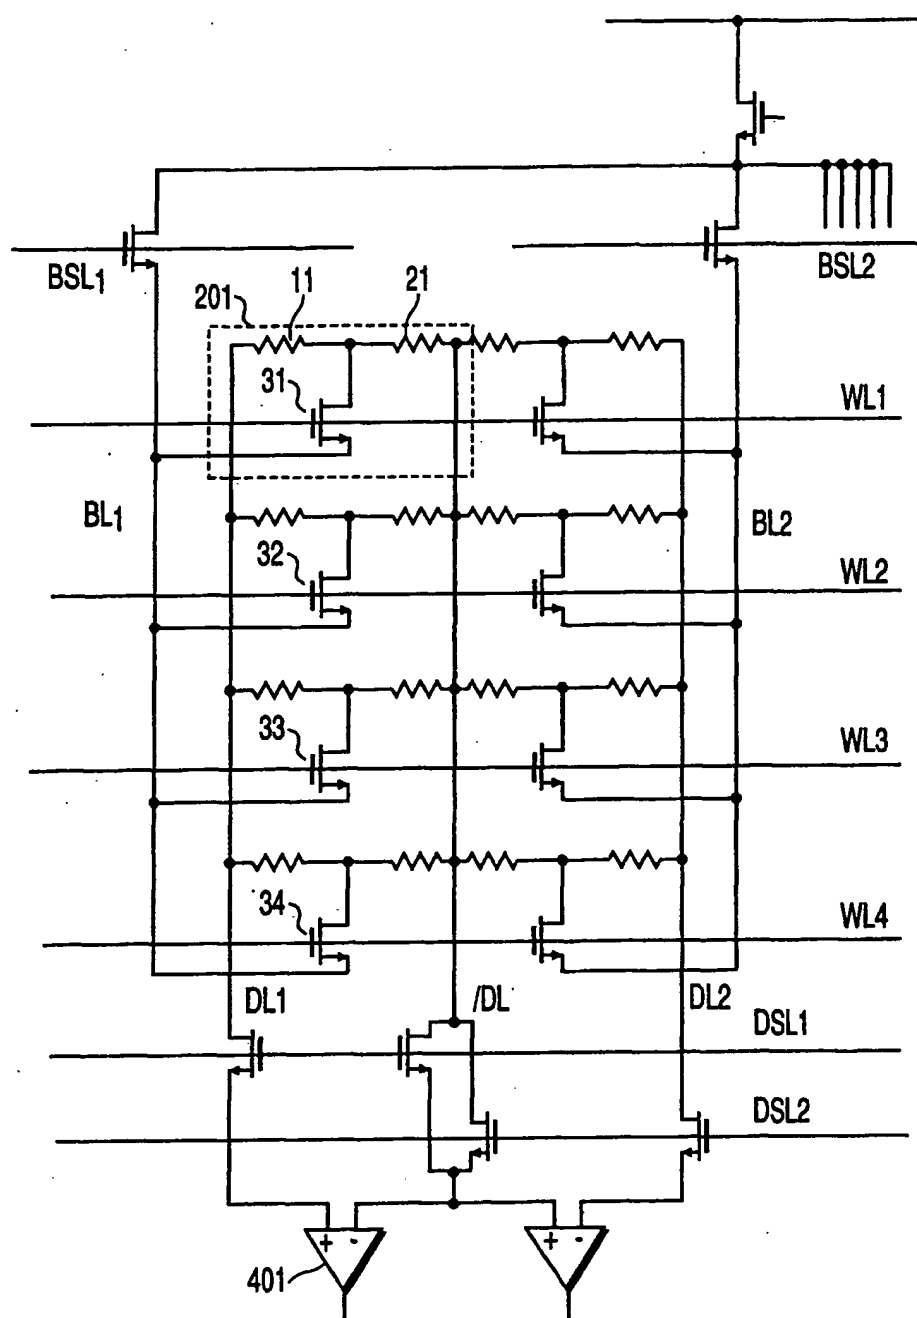 BSL1
BSL2
201
11
21
31
WL1
BL1
BL2
32
WL2
33
WL3
34
WL4
DL1
/DL
DL2
DSL1
DSL2
+ -
+ -
401